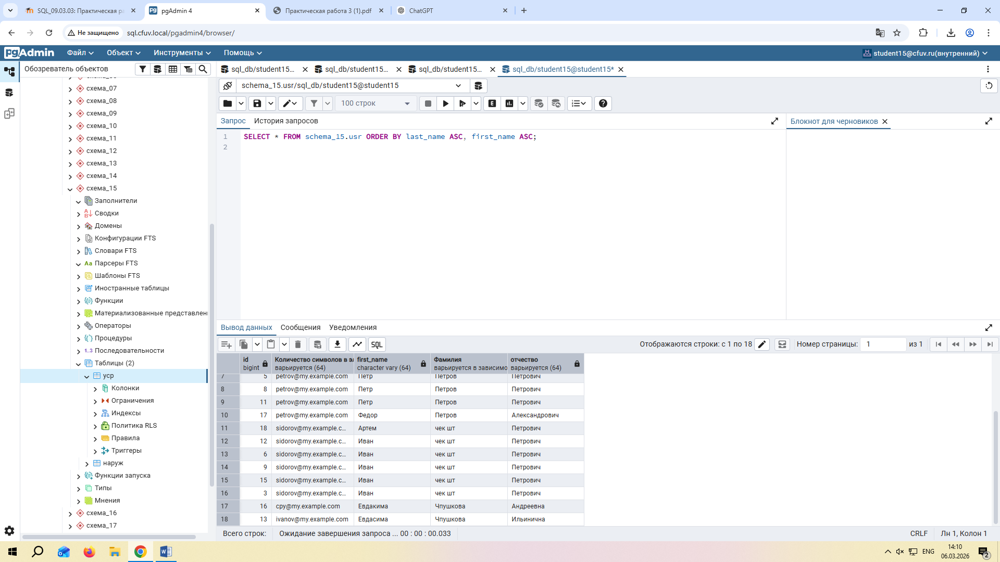 SQL_09.03.03: Практическая ра
pgAdmin 4
Практическая работа 3 (1).pdf
ChatGPT
Не защищено
sql.cfuv.local/pgadmin4/browser/
pgAdmin
Файл
Объект
Инструменты
Помощь
student15@cfuv.ru(внутренний)
Обозреватель объектов
sql_db/student15...
sql_db/student15...
sql_db/student15...
sql_db/student15@student15*
schema_15.usr/sql_db/student15@student15
100 строк
E
Запрос
История запросов
Блокнот для черновиков
1 SELECT * FROM schema_15.usr ORDER BY last_name ASC, first_name ASC;
2
схема_07
схема_08
схема_09
схема_10
схема_11
схема_12
схема_13
схема_14
схема_15
Заполнители
Сводки
Домены
Конфигурации FTS
Словари FTS
Парсеры FTS
Шаблоны FTS
Иностранные таблицы
Функции
Материализованные представлен
Операторы
Процедуры
Последовательности
Таблицы (2)
уср
Колонки
Ограничения
Индексы
Политика RLS
Правила
Триггеры
наруж
Функции запуска
Типы
Мнения
схема_16
схема_17
Вывод данных
Сообщения
Уведомления
SQL
Отображаются строки: с 1 по 18
Номер страницы: 1 из 1
id Количество символов в эл first_name Фамилия отчество
bigint варьируется (64) character vary (64) варьируется в зависимо варьируется (64)
7 5 petrov@my.example.com Петр Петров Петрович
8 8 petrov@my.example.com Петр Петров Петрович
9 11 petrov@my.example.com Петр Петров Петрович
10 17 petrov@my.example.com Федор Петров Александрович
11 18 sidorov@my.example.c... Артем чек шт Петрович
12 12 sidorov@my.example.c... Иван чек шт Петрович
13 6 sidorov@my.example.c... Иван чек шт Петрович
14 9 sidorov@my.example.c... Иван чек шт Петрович
15 15 sidorov@my.example.c... Иван чек шт Петрович
16 3 sidorov@my.example.c... Иван чек шт Петрович
17 16 cpy@my.example.com Евдакима Чпушкова Андреевна
18 13 ivanov@my.example.com Евдасима Чпушкова Ильинична
Всего строк:
Ожидание завершения запроса ... 00 : 00 : 00.033
CRLF
Лн 1, Колон 1
ENG
14:10
06.03.2026
2